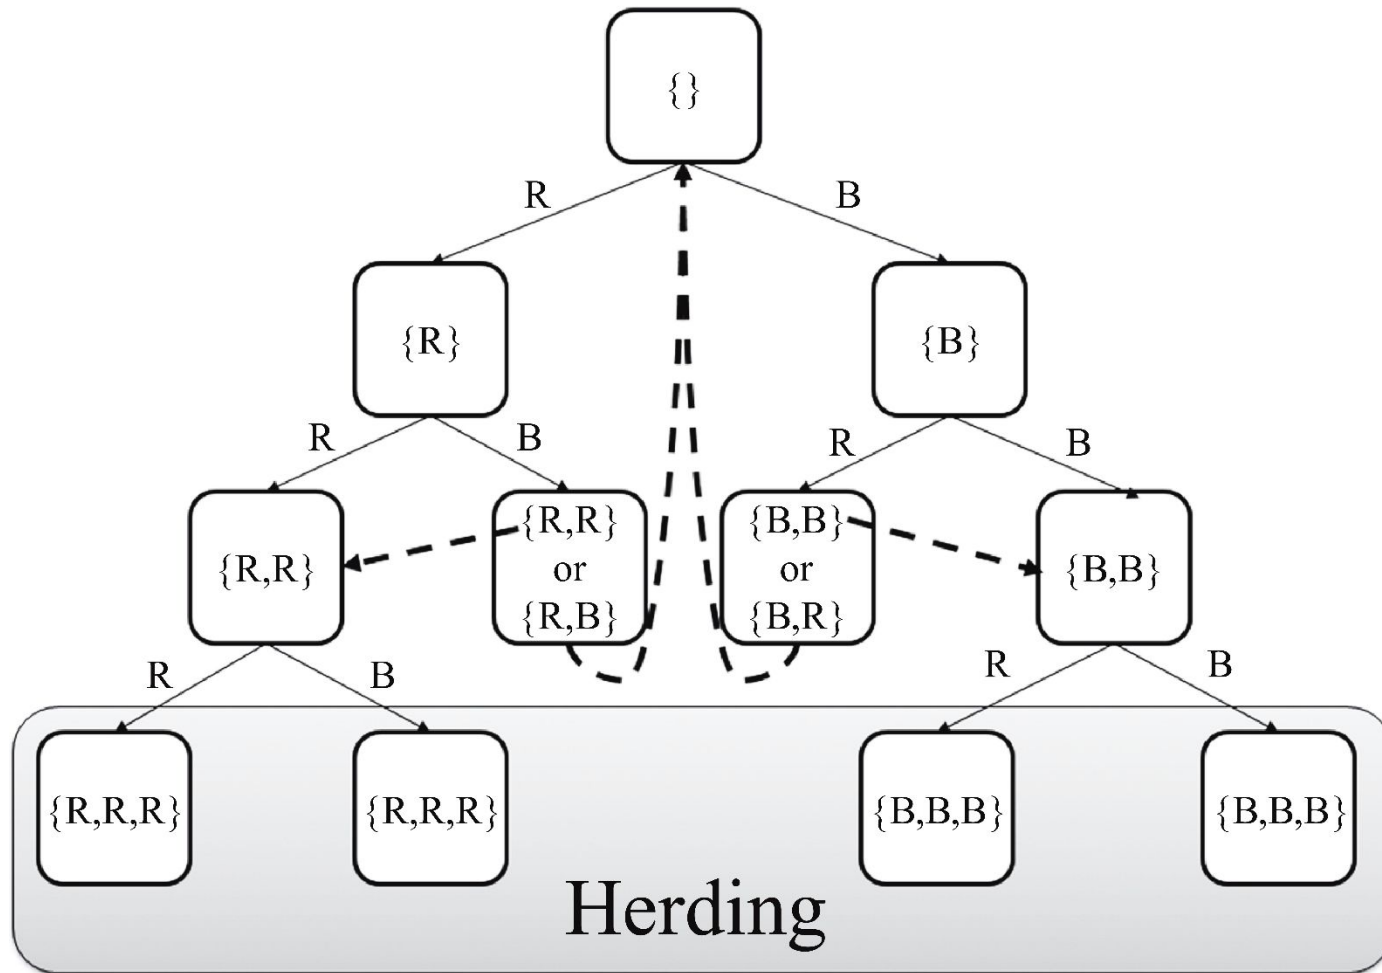 {}
R
B
{R}
{B}
R
B
R
B
{R,R}
{R,R}
or
{R,B}
{B,B}
or
{B,R}
{B,B}
R
B
R
B
{R,R,R}
{R,R,R}
{B,B,B}
{B,B,B}
Herding